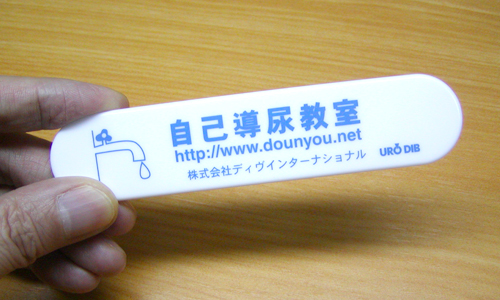 自己導尿教室
http://www.dounyou.net
株式会社ディヴインターナショナル
URO DIB